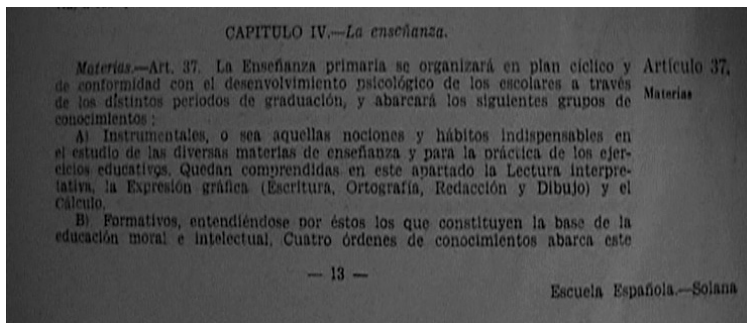 CAPITULO IV.—La enseñanza.
Materias.—Art. 37. La Enseñanza primaria se organizará en plan cíclico y
de conformidad con el desenvolvimiento psicológico de los escolares a través
de los distintos periodos de graduación, y abarcará los siguientes grupos de
conocimientos:
A) Instrumentales, o sea aquellas nociones y hábitos indispensables en
el estudio de las diversas materias de enseñanza y para la práctica de los ejer-
cicios educativos. Quedan comprendidas en este apartado la Lectura interpre-
tativa, la Expresión gráfica (Escritura, Ortografía, Redacción y Dibujo) y el
Cálculo.
B) Formativos, entendiéndose por éstos los que constituyen la base de la
educación moral e intelectual. Cuatro órdenes de conocimientos abarca este
Artículo 37.
Materias
— 13 —
Escuela Española.—Solana